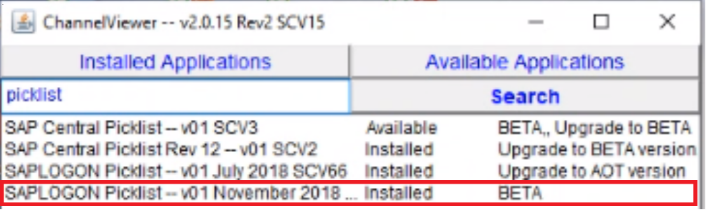 ChannelViewer -- v2.0.15 Rev2 SCV15
Installed Applications Available Applications
picklist Search
SAP Central Picklist -- v01 SCV3 Available BETA,, Upgrade to BETA
SAP Central Picklist Rev 12 -- v01 SCV2 Installed Upgrade to BETA version
SAPLOGON Picklist -- v01 July 2018 SCV66 Installed Upgrade to AOT version
SAPLOGON Picklist -- v01 November 2018 ... Installed BETA